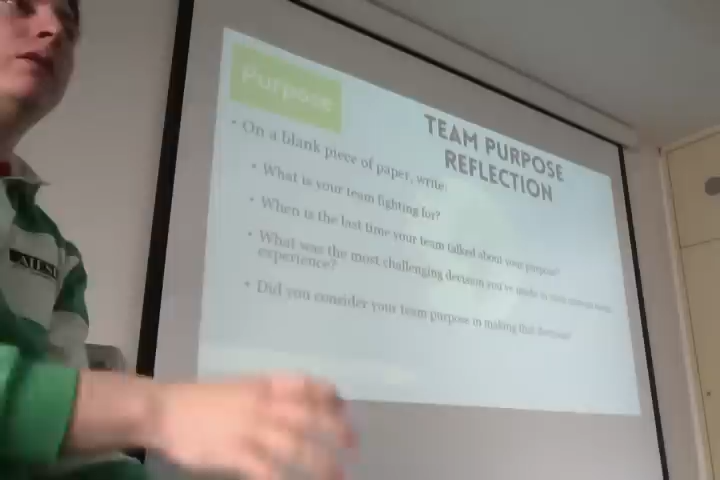 Purpose
TEAM PURPOSE
REFLECTION
• On a blank piece of paper, write:
• What is your team fighting for?
• When is the last time your team talked about your purpose?
• What was the most challenging decision you've made in your
experience?
• Did you consider your team purpose in making this decision?